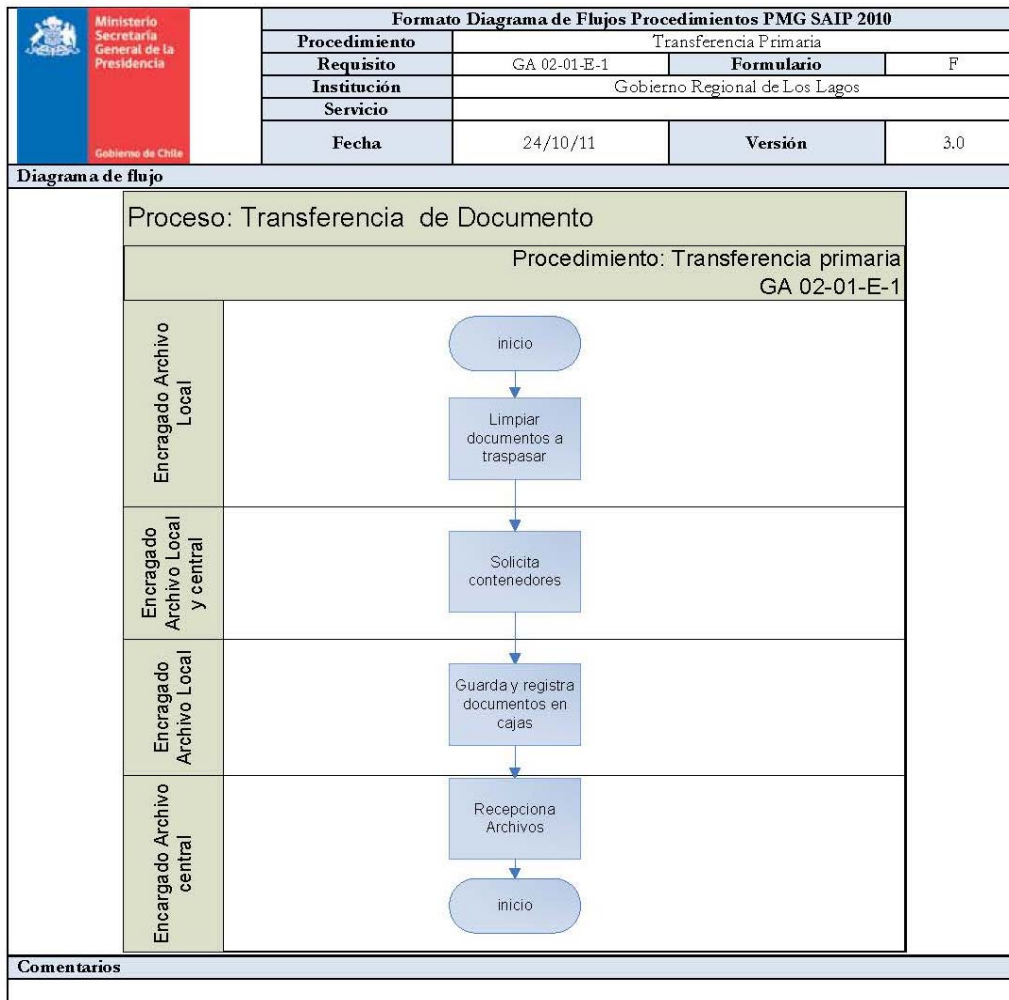 Ministerio
Secretaría
General de la
Presidencia
Gobierno de Chile
Formato Diagrama de Flujos Procedimientos PMG SAIP 2010
Procedimiento Transferencia Primaria
Requisito GA 02-01-E-1 Formulario F
Institución Gobierno Regional de Los Lagos
Servicio
Fecha 24/10/11 Versión 3.0
Diagrama de flujo
Proceso: Transferencia de Documento
Procedimiento: Transferencia primaria
GA 02-01-E-1
Encragado Archivo
Local
inicio
Limpiar
documentos a
traspasar
Encragado
Archivo Local
y central
Solicita
contenedores
Encragado
Archivo Local
Guarda y registra
documentos en
cajas
Encargado Archivo
central
Recepciona
Archivos
inicio
Comentarios